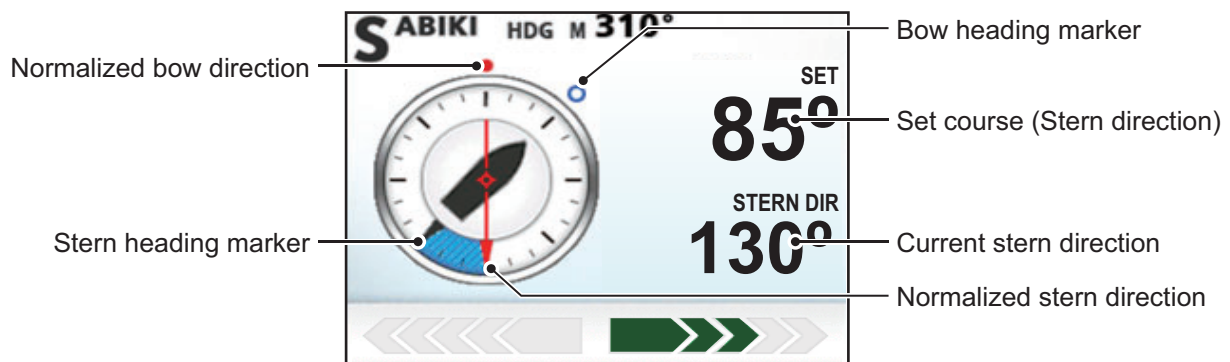 SABIKI HDG M 310°
Bow heading marker
Normalized bow direction
SET
85°
Set course (Stern direction)
STERN DIR
130°
Stern heading marker
Current stern direction
Normalized stern direction